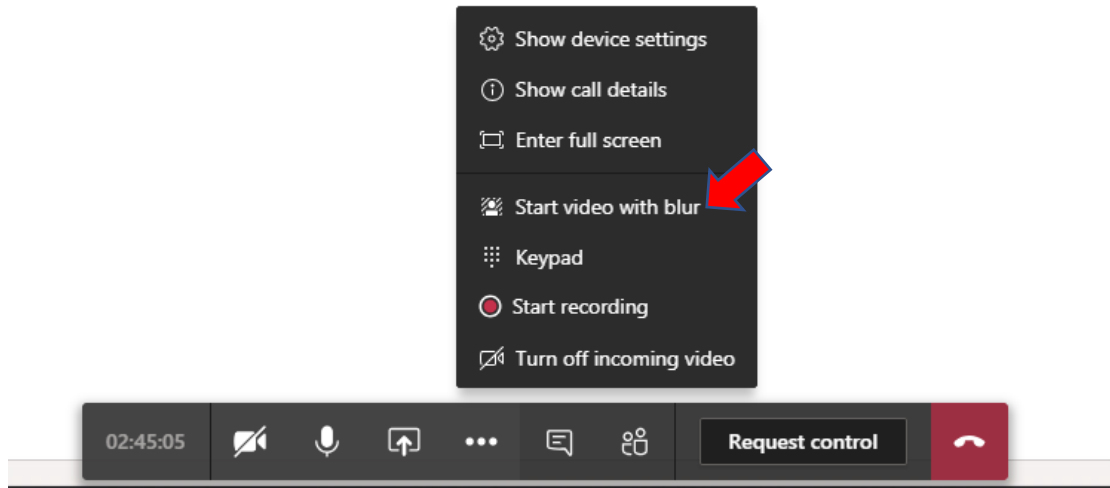 Show device settings
Show call details
Enter full screen
Start video with blur
Keypad
Start recording
Turn off incoming video
02:45:05
Request control